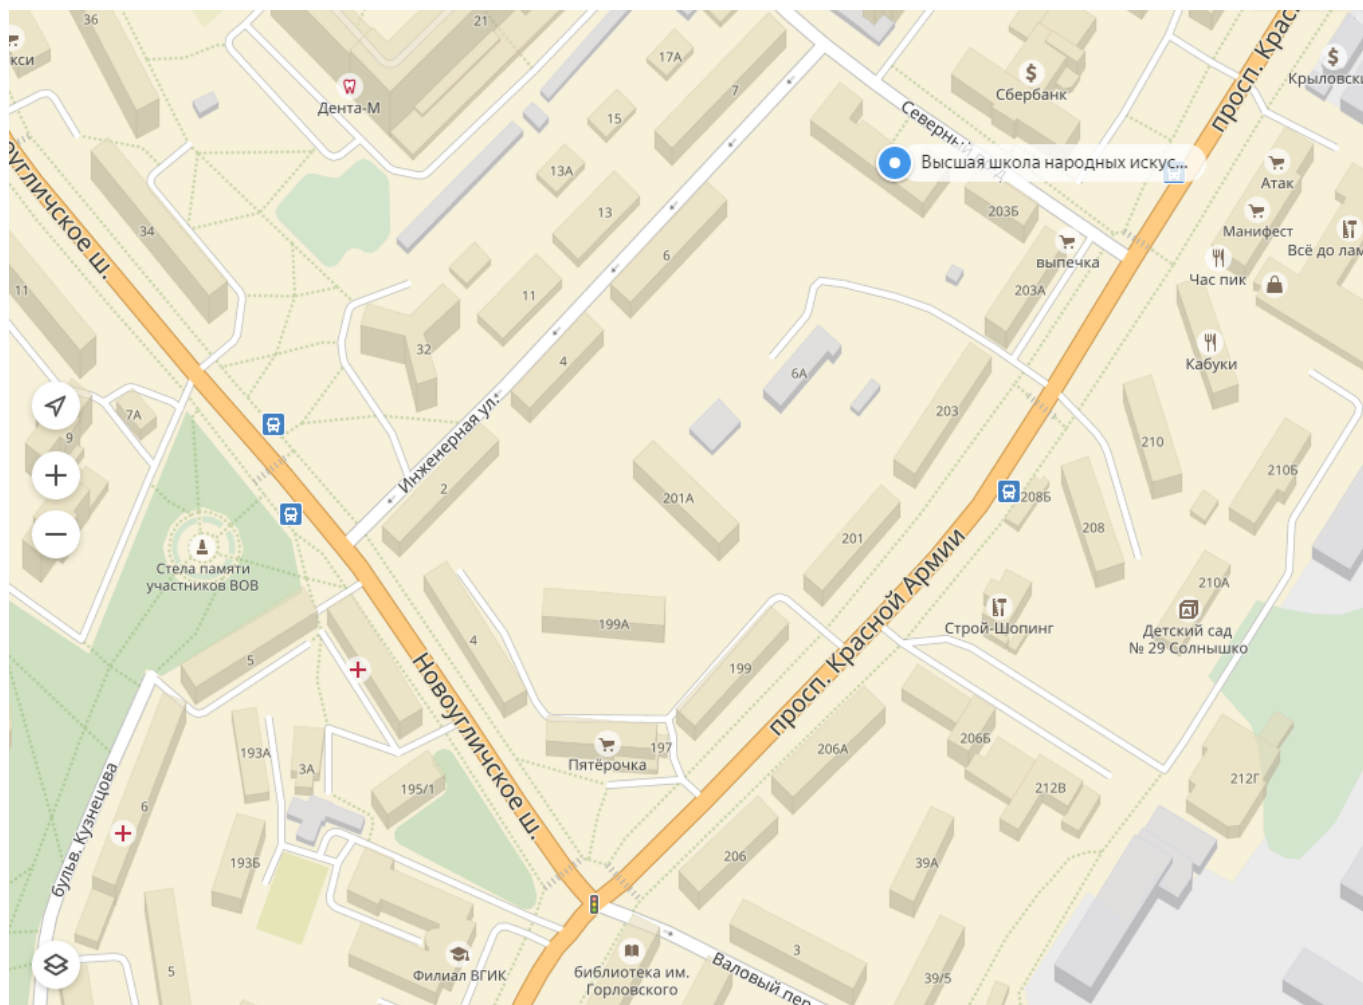 36
21
кси
17А
Дента-М
7
15
Сбербанк
просп. Крас
Крыловски
Северный
Высшая школа народных искус...
Атак
13А
13
203Б
Манифест
Всё до лам
34
выпечка
Час пик
6
203А
11
11
оугличское ш.
32
4
6А
Кабуки
7А
9
203
210
210Б
Инженерная ул.
2
201А
208Б
208
201
Стела памяти
участников ВОВ
210А
199А
4
Строй-Шопинг
Детский сад
№ 29 Солнышко
просп. Красной Армии
5
199
Новоугличское ш.
197
206А
206Б
Пятёрочка
193А
3А
195/1
212В
212Г
бульв. Кузнецова
6
193Б
206
39А
3
5
Филиал ВГИК
библиотека им.
Горловского
Валовый пер
39/5